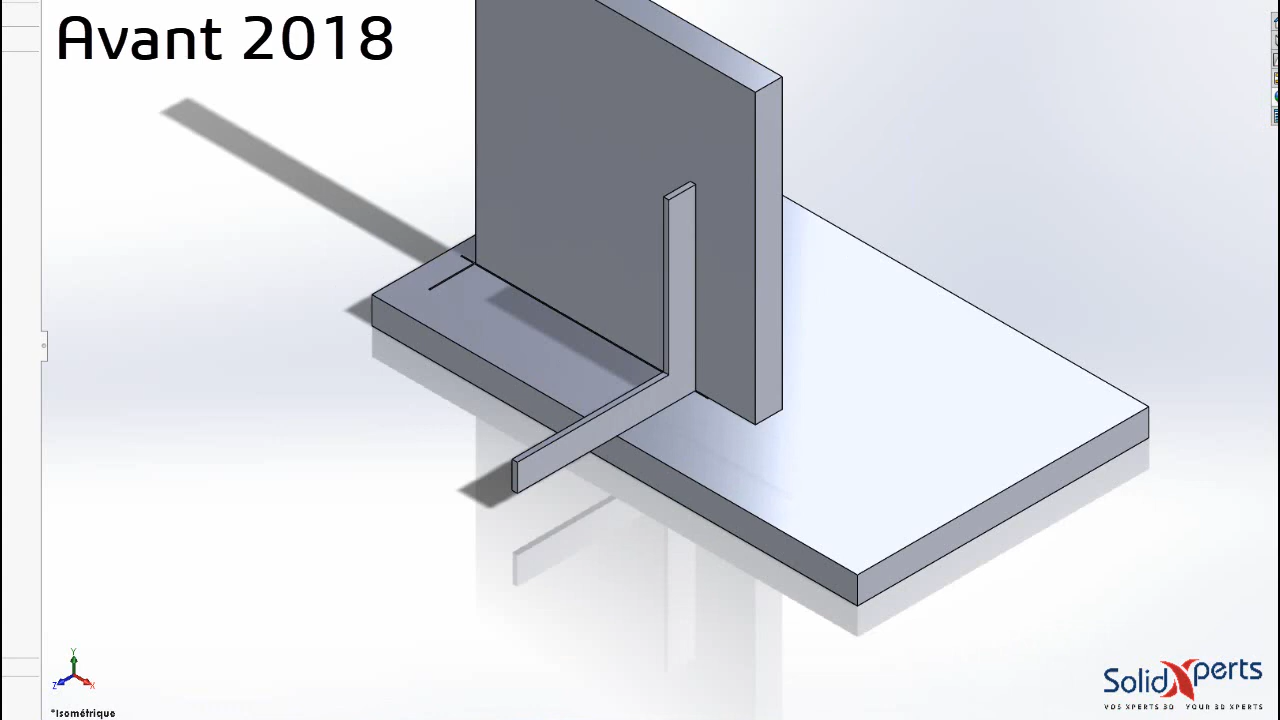 Avant 2018
Y
Z
X
*Isométrique
SolidXperts
VOS XPERTS 3D YOUR 3D XPERTS